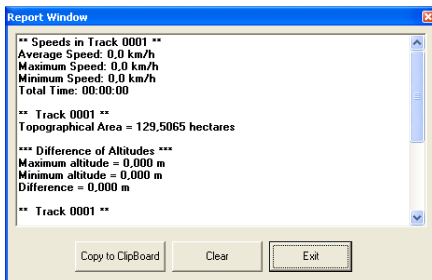 Report Window
** Speeds in Track 0001 **
Average Speed: 0,0 km/h
Maximum Speed: 0,0 km/h
Minimum Speed: 0,0 km/h
Total Time: 00:00:00
** Track 0001 **
Topographical Area = 129,5065 hectares
*** Difference of Altitudes ***
Maximum altitude = 0,000 m
Minimum altitude = 0,000 m
Difference = 0,000 m
** Track 0001 **
Copy to ClipBoard
Clear
Exit